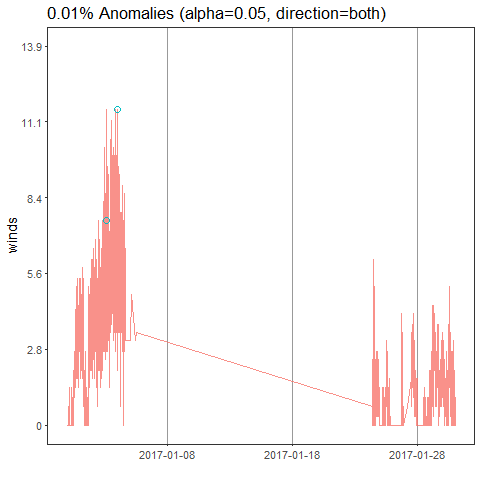 0.01% Anomalies (alpha=0.05, direction=both)
13.9
11.1
8.4
5.6
2.8
0
winds
2017-01-08 2017-01-18 2017-01-28